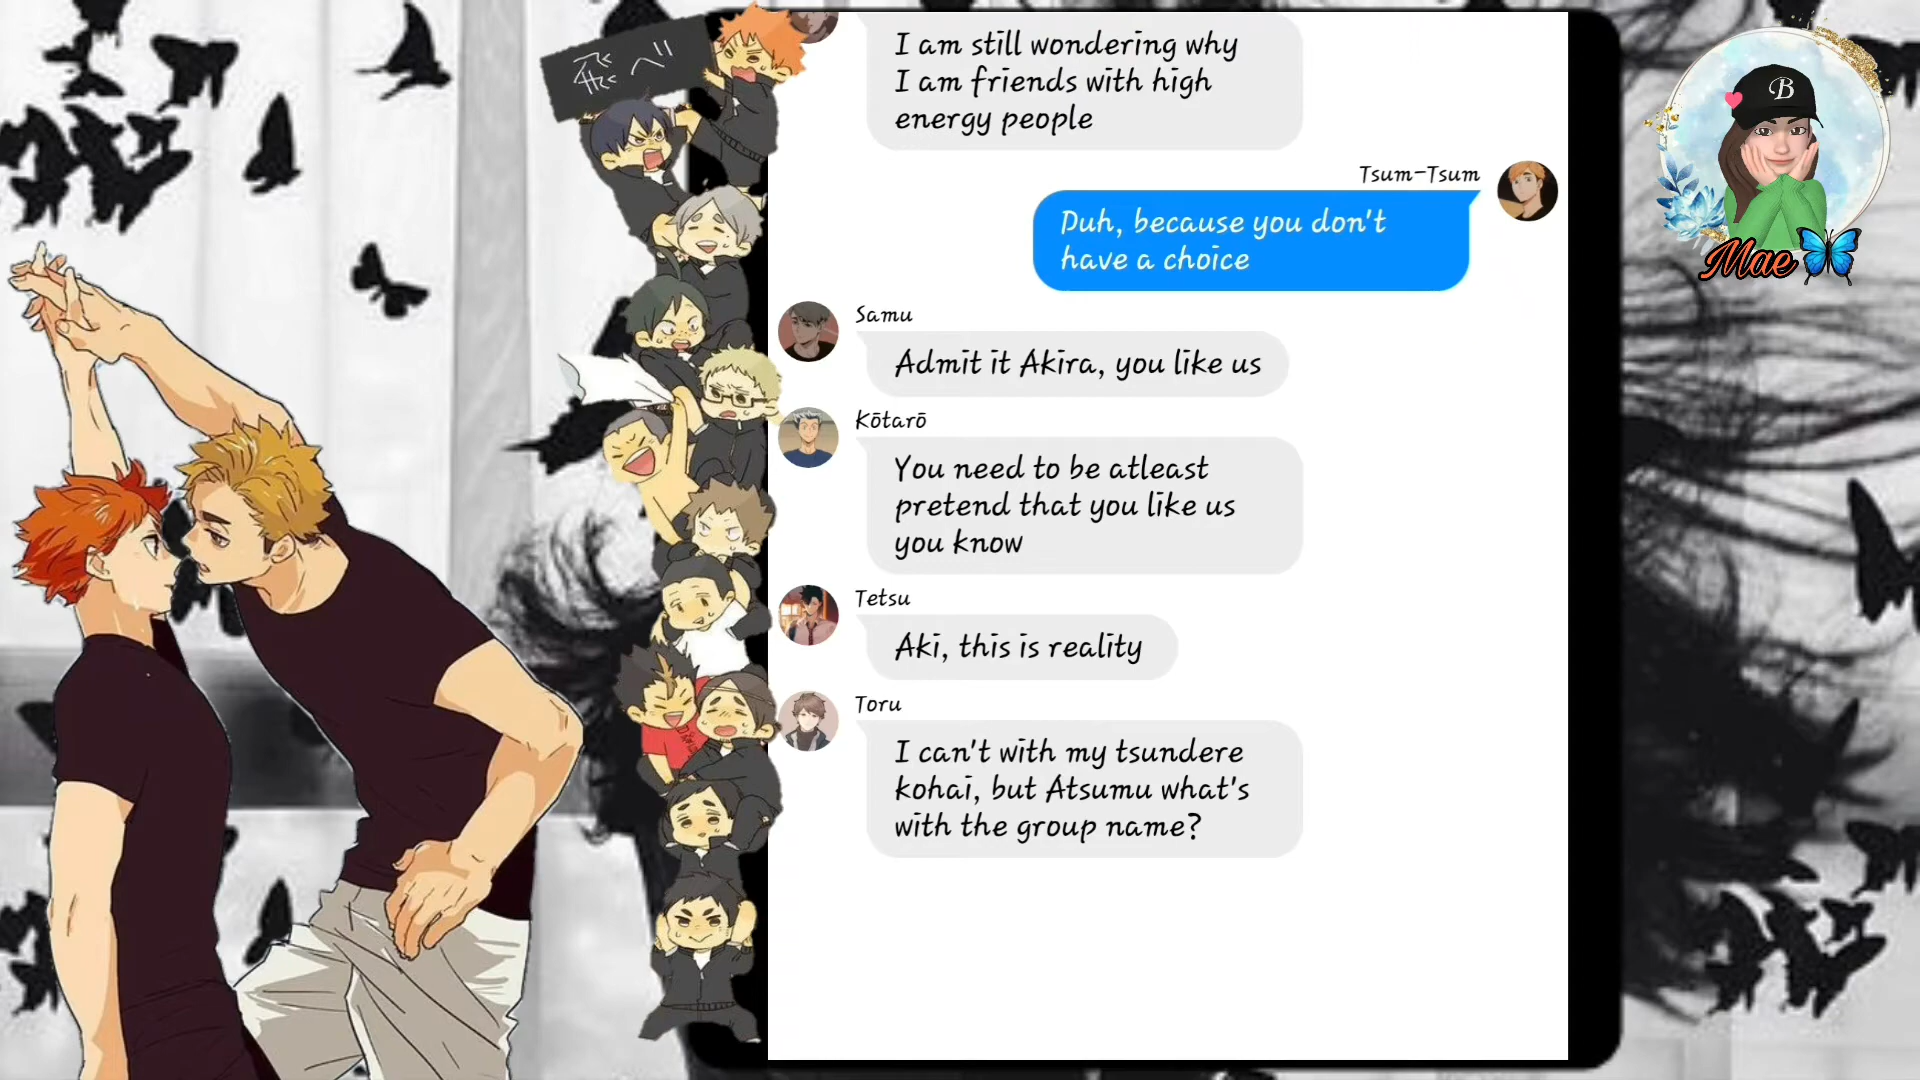 飛べ
I am still wondering why
I am friends with high
energy people
Tsum-Tsum
Duh, because you don't
have a choice
Samu
Admit it Akira, you like us
Kōtarō
You need to be atleast
pretend that you like us
you know
Tetsu
Aki, this is reality
Toru
I can't with my tsundere
kohai, but Atsumu what's
with the group name?
B
Mae